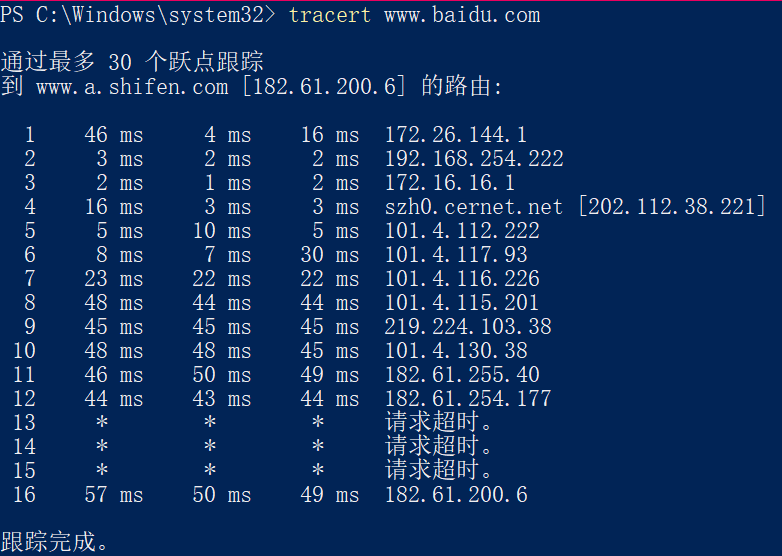 PS C:\Windows\system32> tracert www.baidu.com
通过最多 30 个跃点跟踪
到 www.a.shifen.com [182.61.200.6] 的路由:
1 46 ms 4 ms 16 ms 172.26.144.1
2 3 ms 2 ms 2 ms 192.168.254.222
3 2 ms 1 ms 2 ms 172.16.16.1
4 16 ms 3 ms 3 ms szh0.cernet.net [202.112.38.221]
5 5 ms 10 ms 5 ms 101.4.112.222
6 8 ms 7 ms 30 ms 101.4.117.93
7 23 ms 22 ms 22 ms 101.4.116.226
8 48 ms 44 ms 44 ms 101.4.115.201
9 45 ms 45 ms 45 ms 219.224.103.38
10 48 ms 48 ms 45 ms 101.4.130.38
11 46 ms 50 ms 49 ms 182.61.255.40
12 44 ms 43 ms 44 ms 182.61.254.177
13 * * * 请求超时。
14 * * * 请求超时。
15 * * * 请求超时。
16 57 ms 50 ms 49 ms 182.61.200.6
跟踪完成。